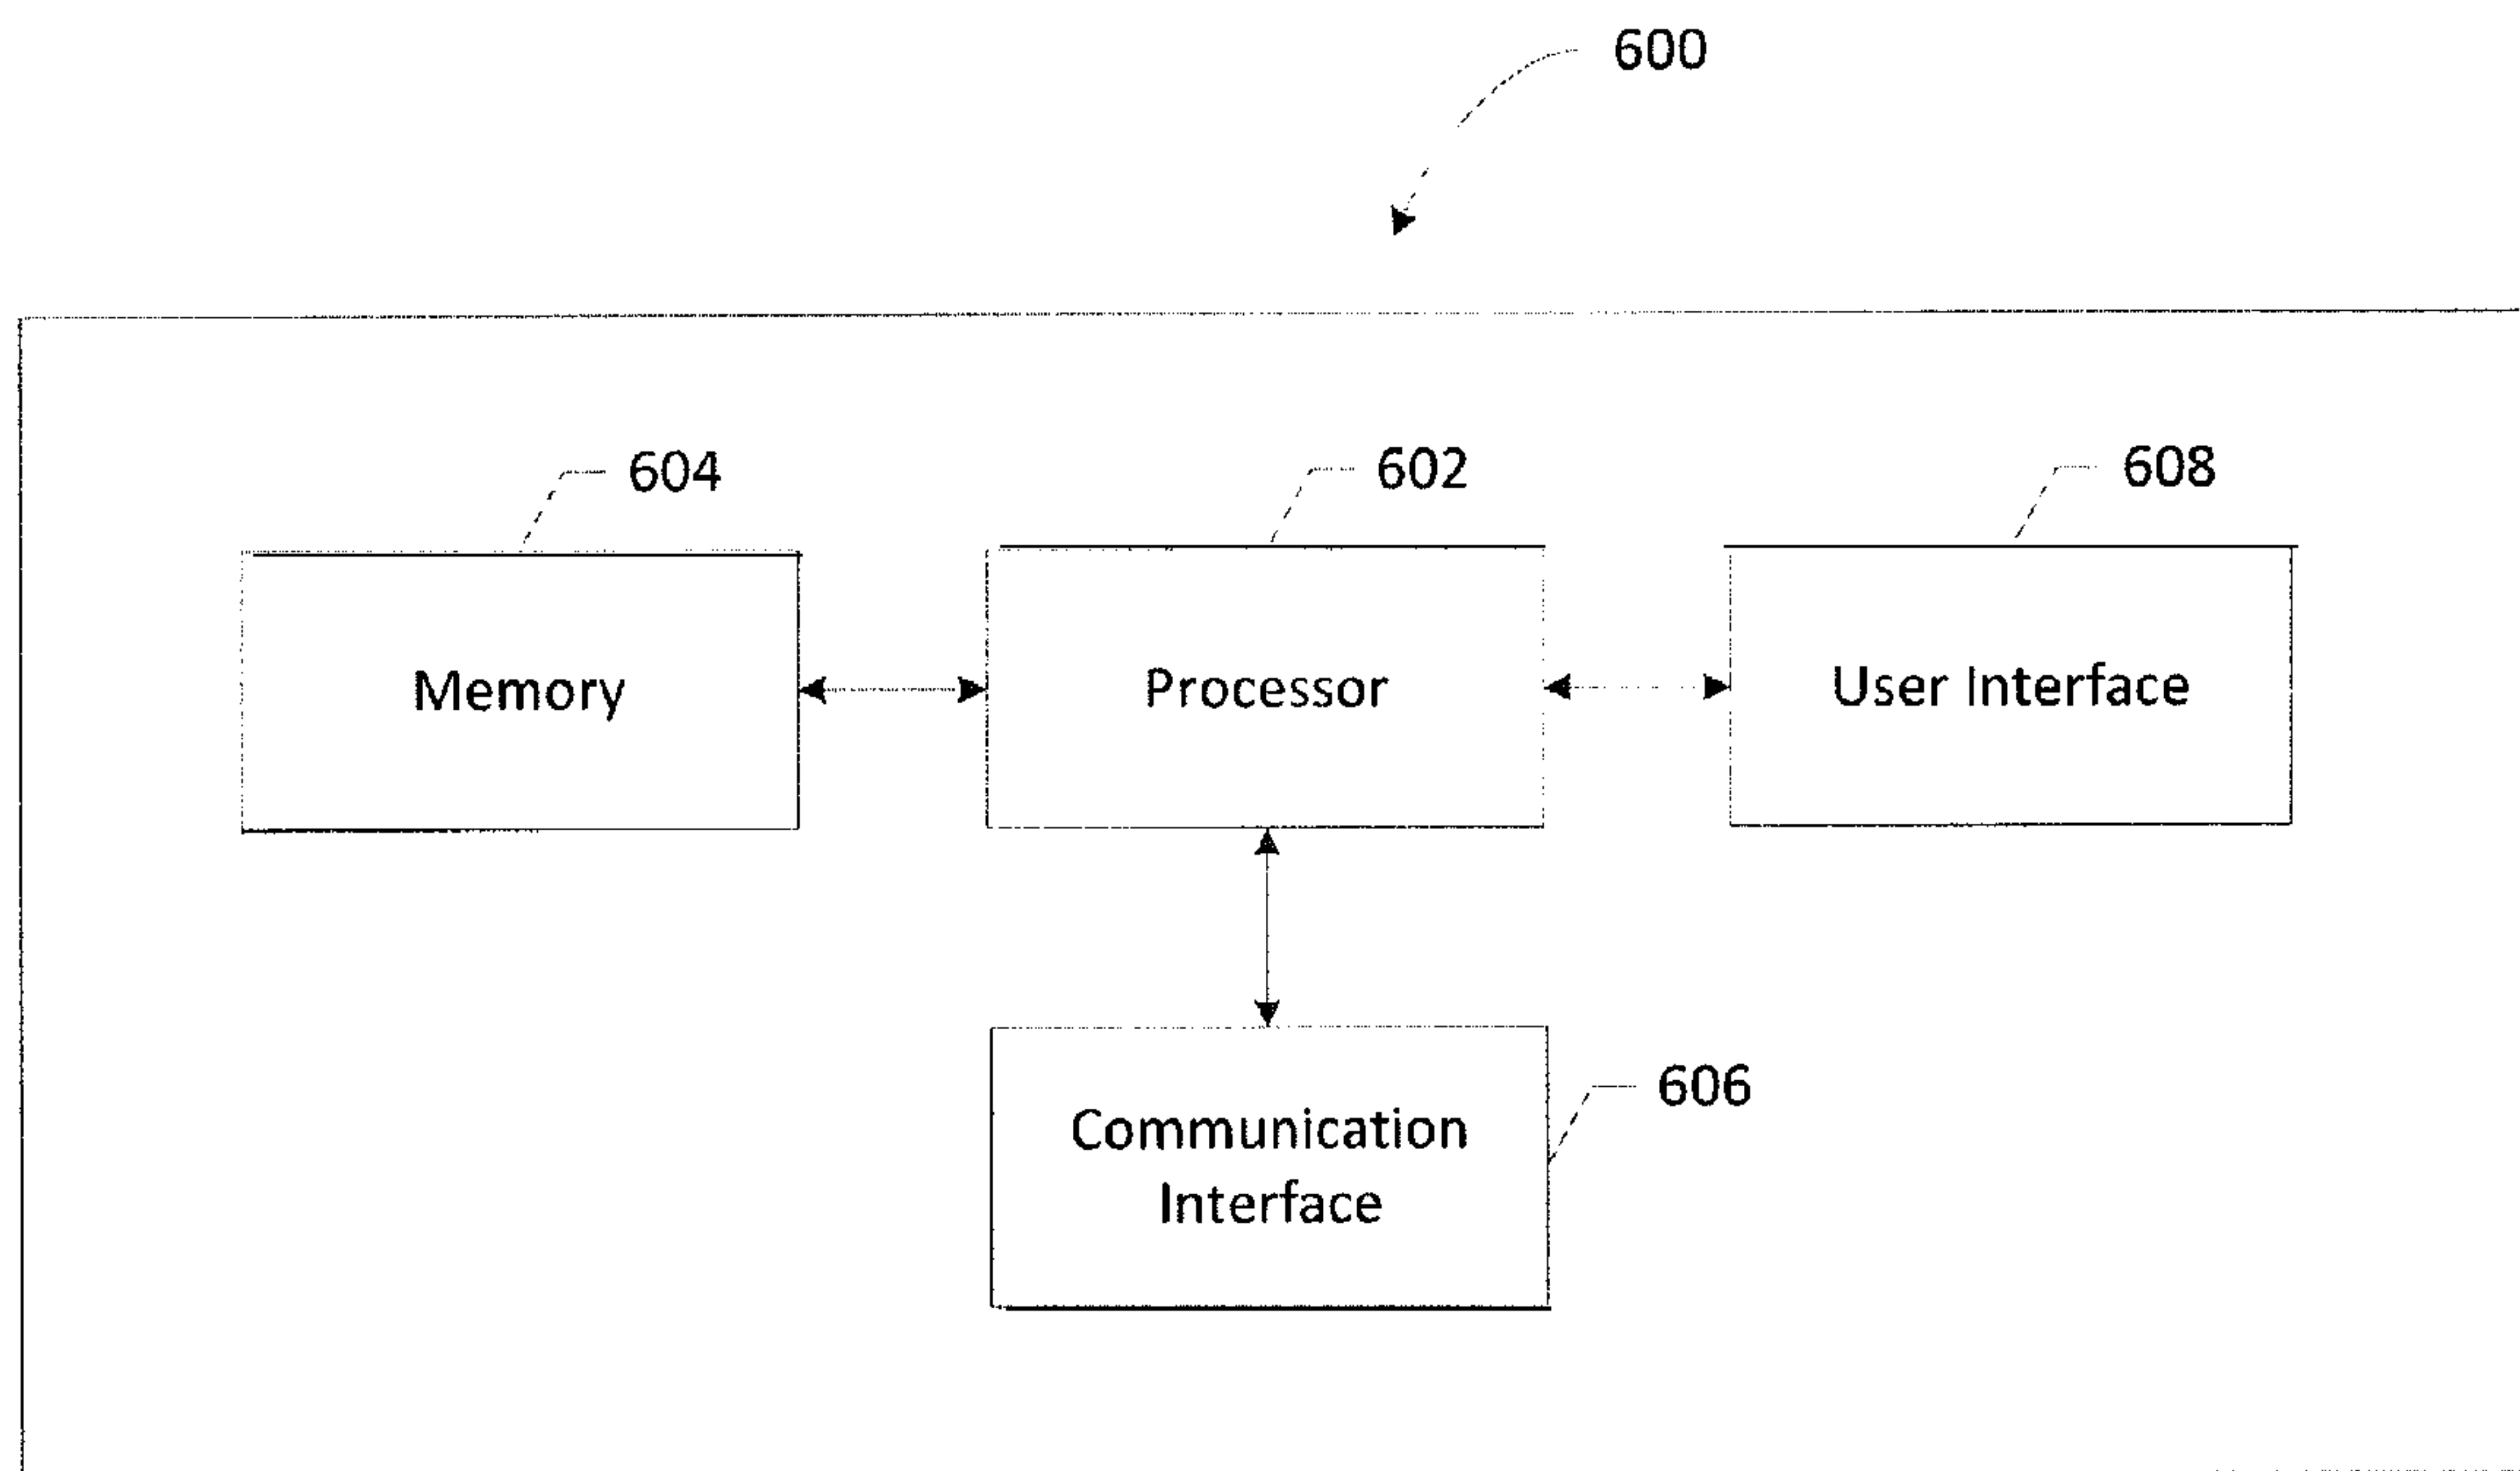 600
604
602
608
Memory
Processor
User Interface
606
Communication
Interface